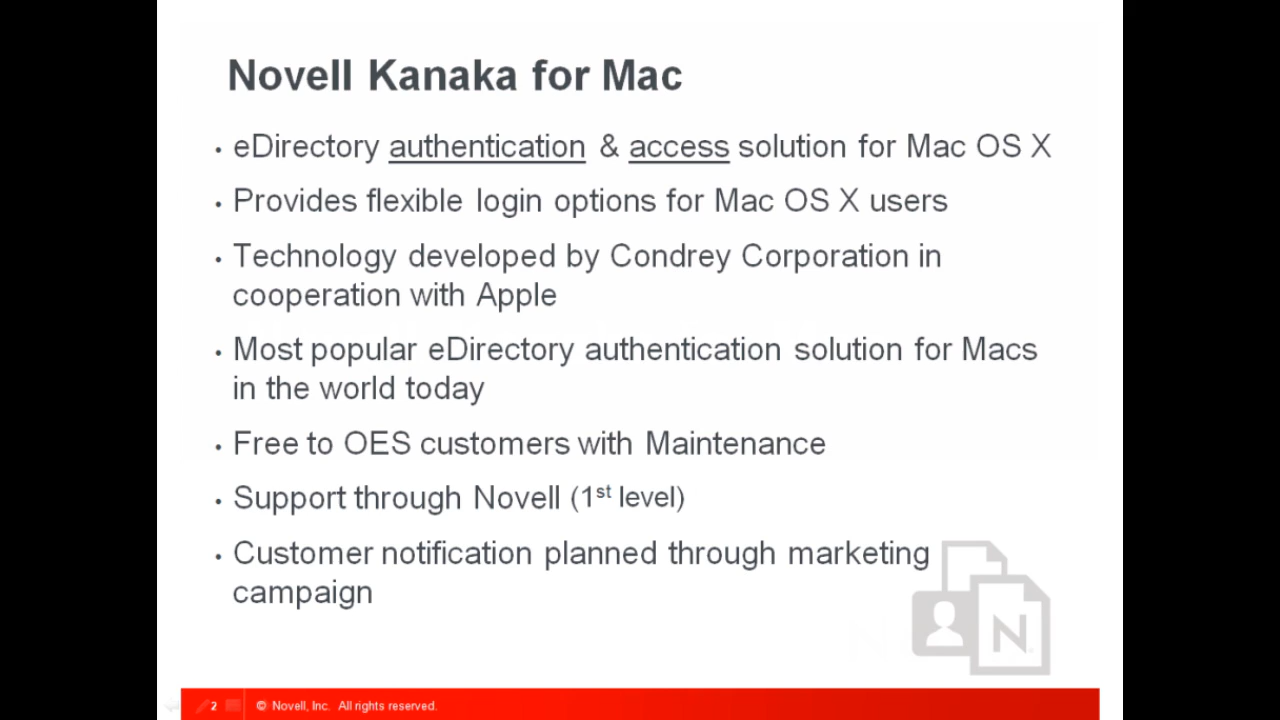 Novell Kanaka for Mac
• eDirectory authentication & access solution for Mac OS X
• Provides flexible login options for Mac OS X users
• Technology developed by Condrey Corporation in
cooperation with Apple
• Most popular eDirectory authentication solution for Macs
in the world today
• Free to OES customers with Maintenance
• Support through Novell (1st level)
• Customer notification planned through marketing
campaign
N
2 © Novell, Inc. All rights reserved.